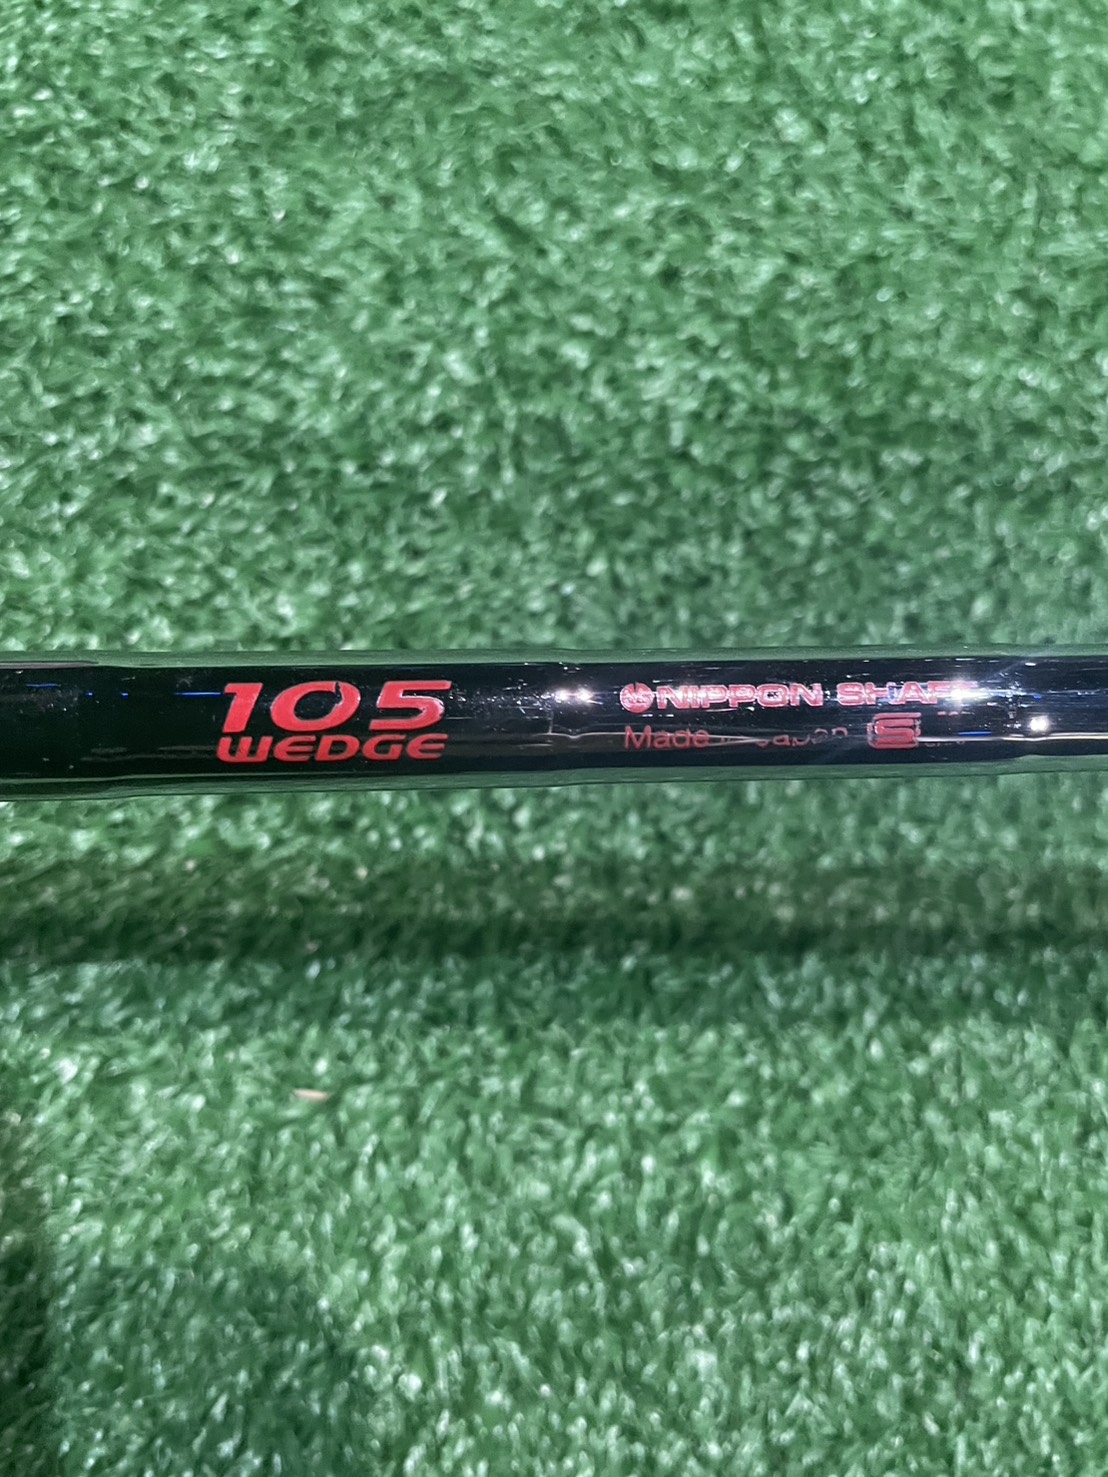 105
WEDGE
NIPPON SHAFT
Made in Japan S